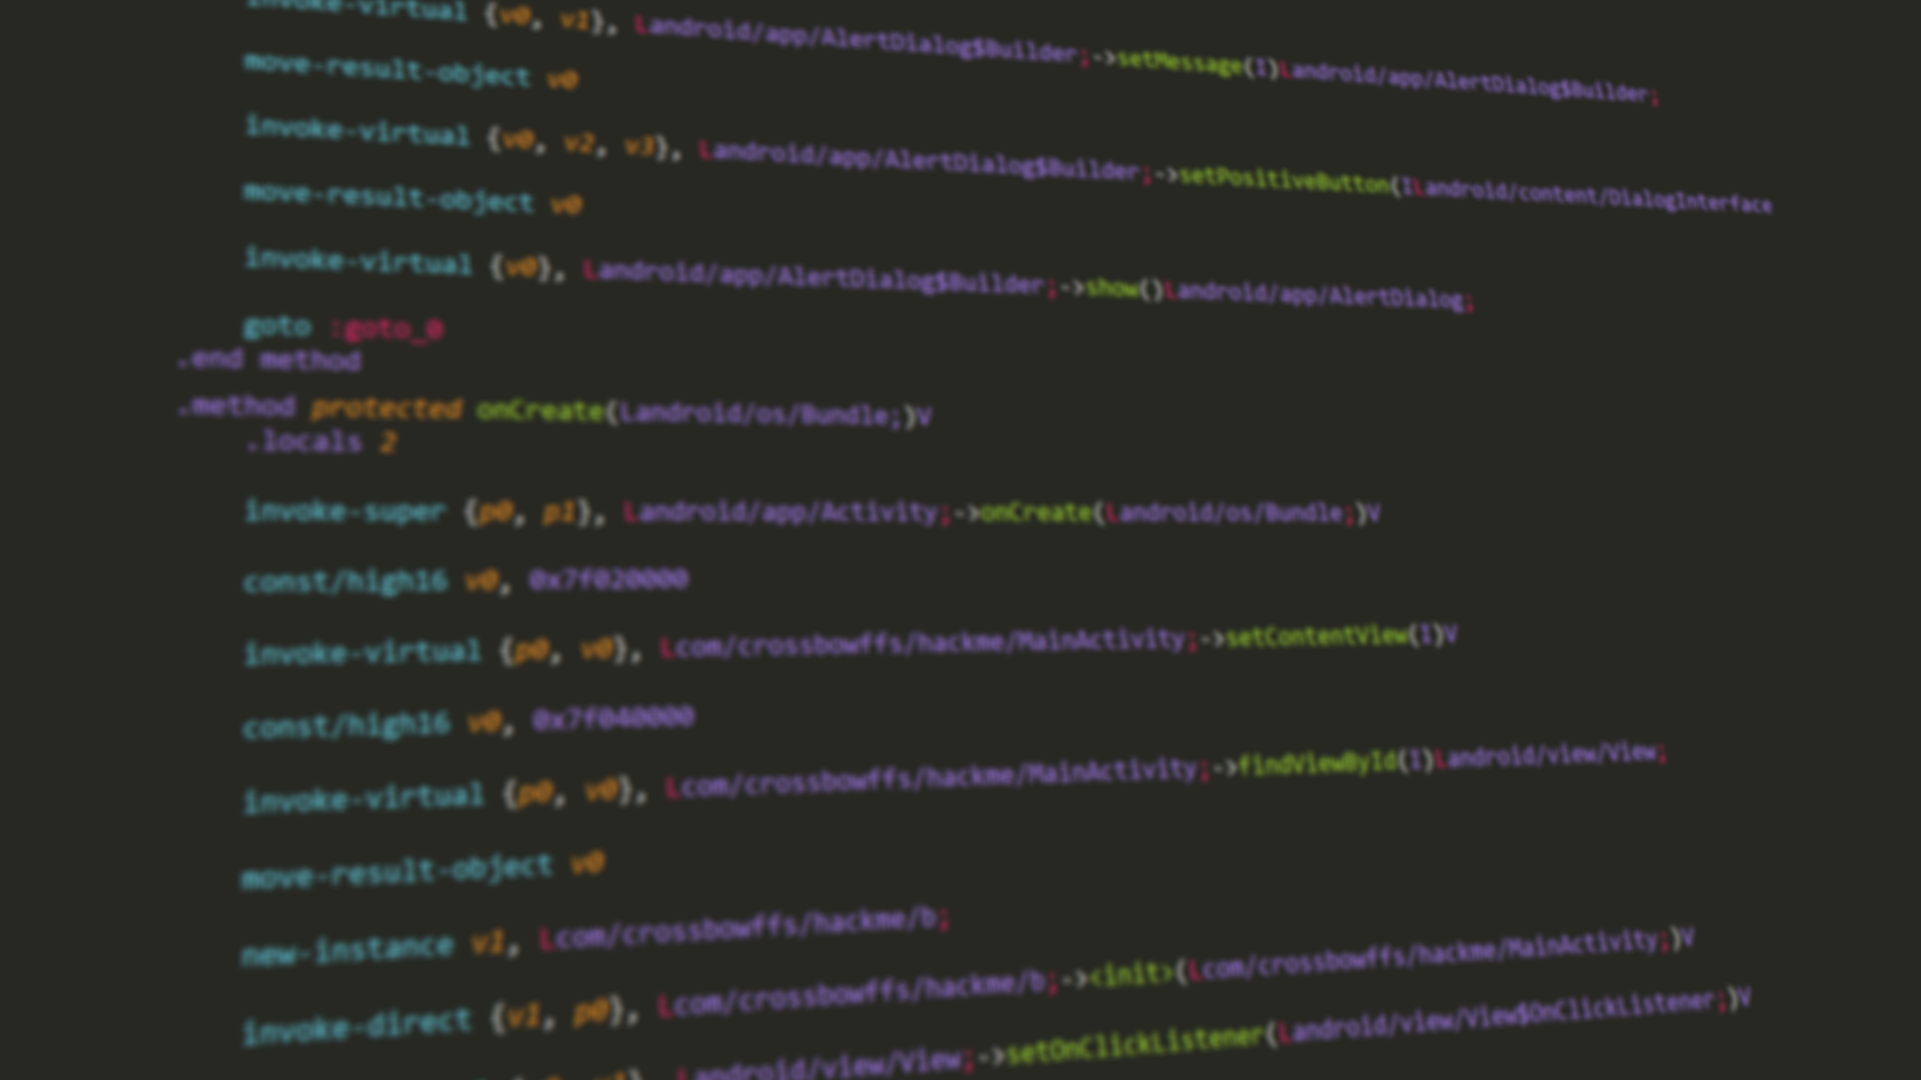 invoke-virtual {v0, v1}, Landroid/app/AlertDialog$Builder;->setMessage(I)Landroid/app/AlertDialog$Builder;
move-result-object v0
invoke-virtual {v0, v2, v3}, Landroid/app/AlertDialog$Builder;->setPositiveButton(ILandroid/content/DialogInterface
move-result-object v0
invoke-virtual {v0}, Landroid/app/AlertDialog$Builder;->show()Landroid/app/AlertDialog;
goto :goto_0
.end method
.method protected onCreate(Landroid/os/Bundle;)V
.locals 2
invoke-super {p0, p1}, Landroid/app/Activity;->onCreate(Landroid/os/Bundle;)V
const/high16 v0, 0x7f020000
invoke-virtual {p0, v0}, Lcom/crossbowffs/hackme/MainActivity;->setContentView(I)V
const/high16 v0, 0x7f040000
invoke-virtual {p0, v0}, Lcom/crossbowffs/hackme/MainActivity;->findViewById(I)Landroid/view/View;
move-result-object v0
new-instance v1, Lcom/crossbowffs/hackme/b;
invoke-direct {v1, p0}, Lcom/crossbowffs/hackme/b;-><init>(Lcom/crossbowffs/hackme/MainActivity;)V
Landroid/view/View;->setOnClickListener(Landroid/view/View$OnClickListener;)V